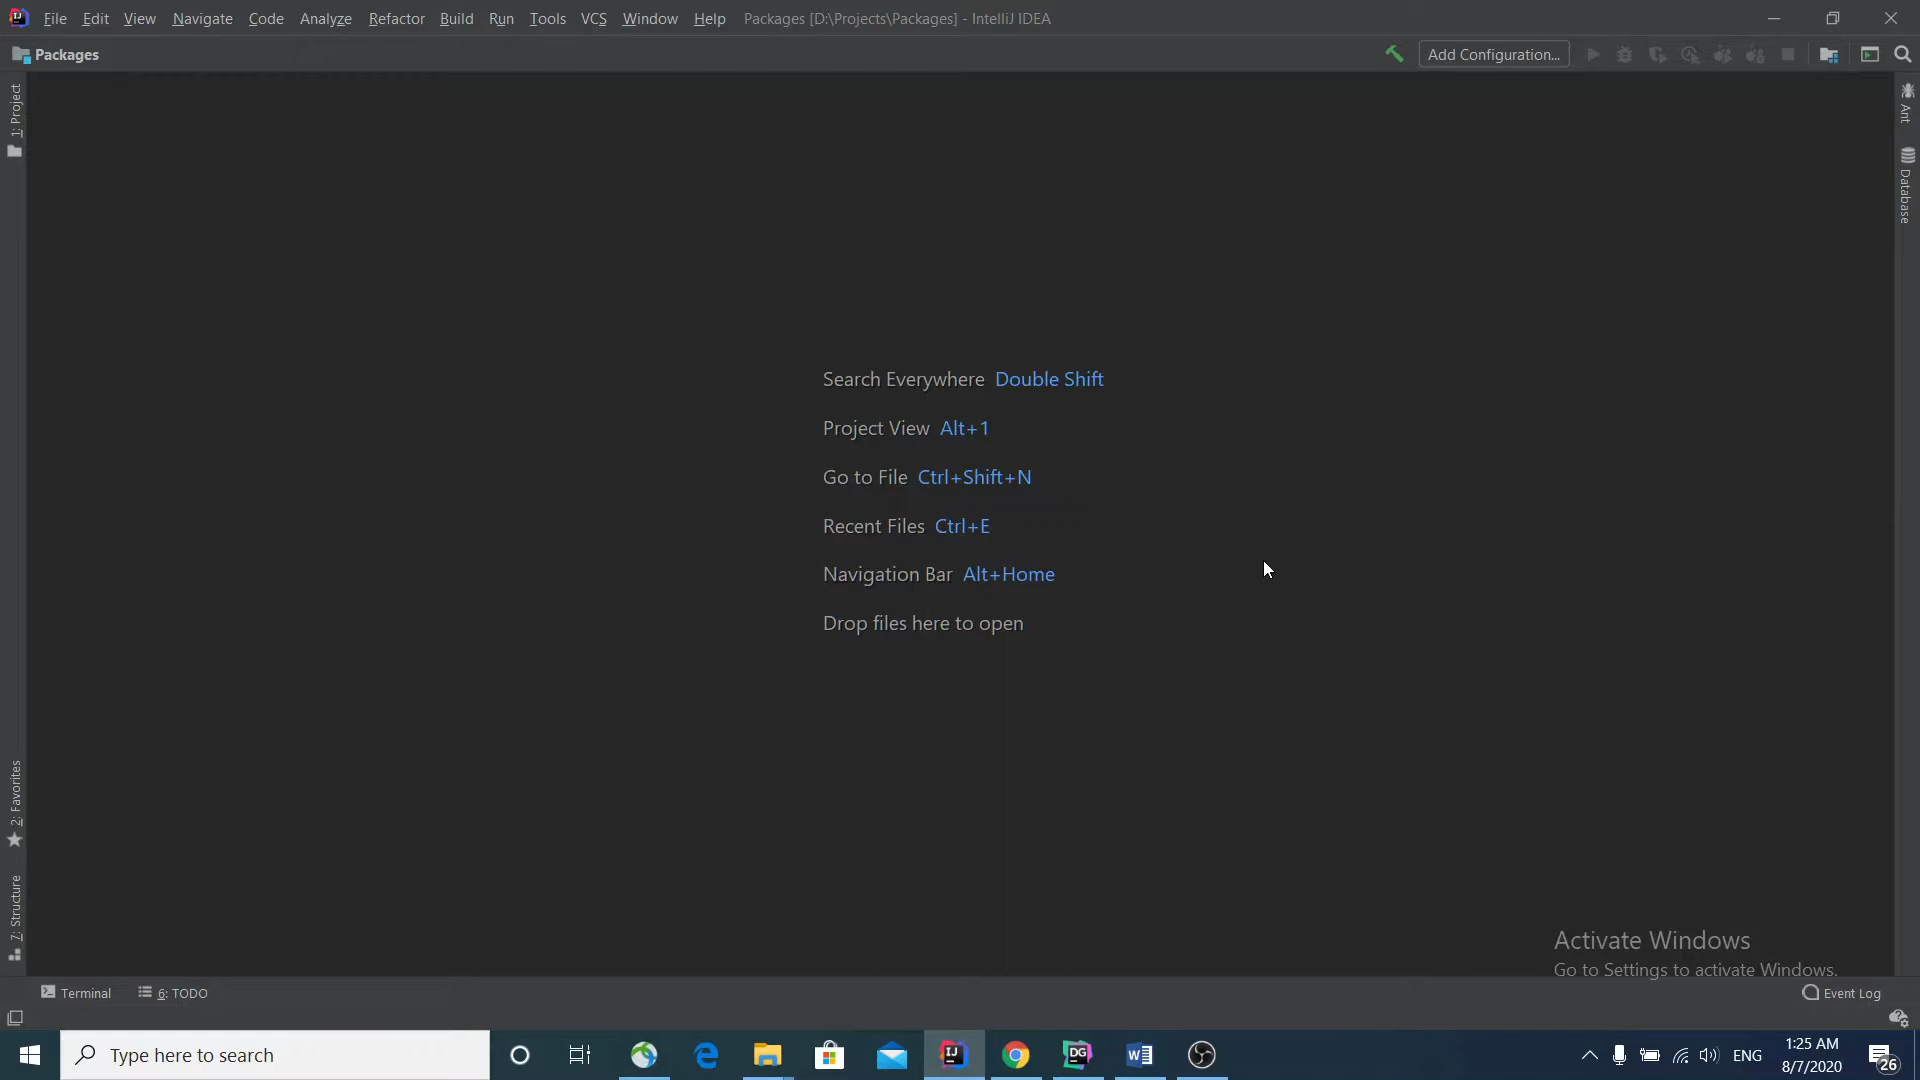 File Edit View Navigate Code Analyze Refactor Build Run Tools VCS Window Help Packages [D:\Projects\Packages] - IntelliJ IDEA
Packages
Add Configuration...
1: Project
Ant
Database
Search Everywhere Double Shift
Project View Alt+1
Go to File Ctrl+Shift+N
Recent Files Ctrl+E
Navigation Bar Alt+Home
Drop files here to open
2: Favorites
7: Structure
Activate Windows
Go to Settings to activate Windows.
Terminal 6: TODO
Event Log
Type here to search
ENG
1:25 AM
8/7/2020
26